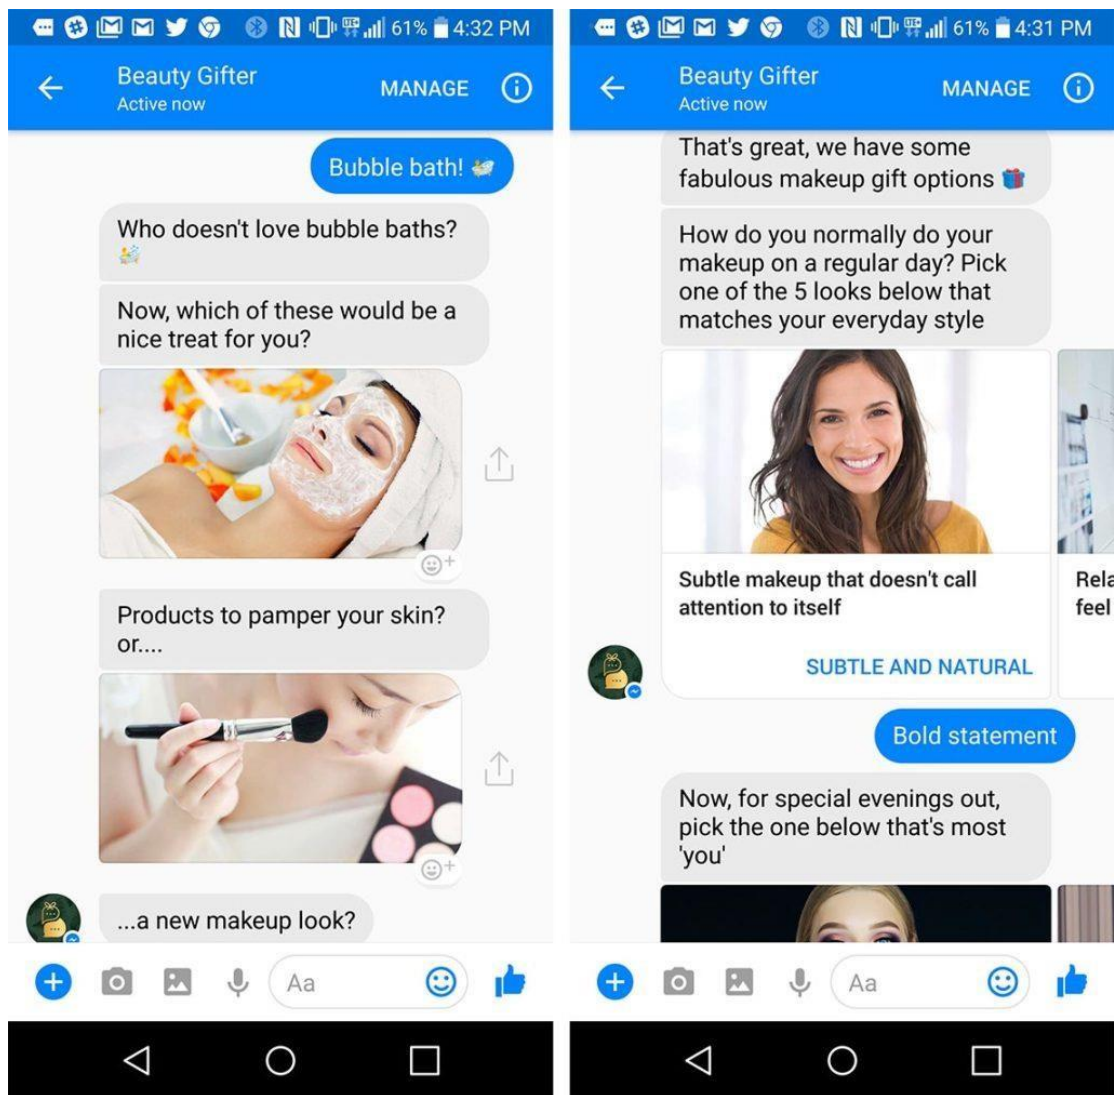 61% 4:32 PM
Beauty Gifter
Active now
MANAGE
Bubble bath! 🛁
Who doesn't love bubble baths?
🛁
Now, which of these would be a
nice treat for you?
Products to pamper your skin?
or....
...a new makeup look?
Aa
61% 4:31 PM
Beauty Gifter
Active now
MANAGE
That's great, we have some
fabulous makeup gift options 🎁
How do you normally do your
makeup on a regular day? Pick
one of the 5 looks below that
matches your everyday style
Subtle makeup that doesn't call
attention to itself
SUBTLE AND NATURAL
Rela
feel
Bold statement
Now, for special evenings out,
pick the one below that's most
'you'
Aa